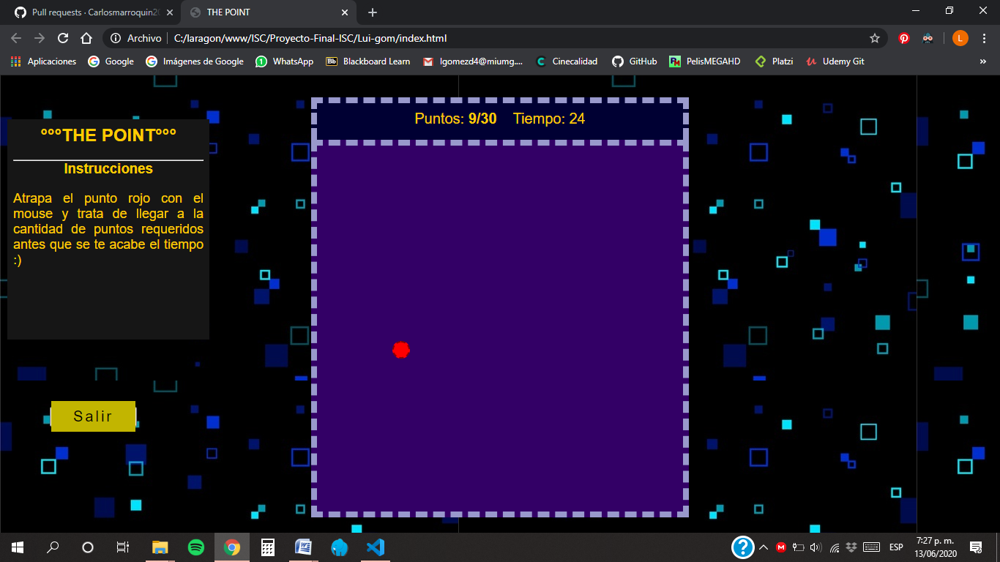 Pull requests · Carlosmarroquin20
THE POINT
Archivo
C:/laragon/www/ISC/Proyecto-Final-ISC/Lui-gom/index.html
L
Aplicaciones
Google
Imágenes de Google
WhatsApp
Bb
Blackboard Learn
lgomezd4@miumg....
Cinecalidad
GitHub
PelisMEGAHD
Platzi
Udemy Git
»
°°°THE POINT°°°
Instrucciones
Atrapa el punto rojo con el
mouse y trata de llegar a la
cantidad de puntos requeridos
antes que se te acabe el tiempo
:)
Salir
Puntos: 9/30 Tiempo: 24
ESP
7:27 p. m.
13/06/2020